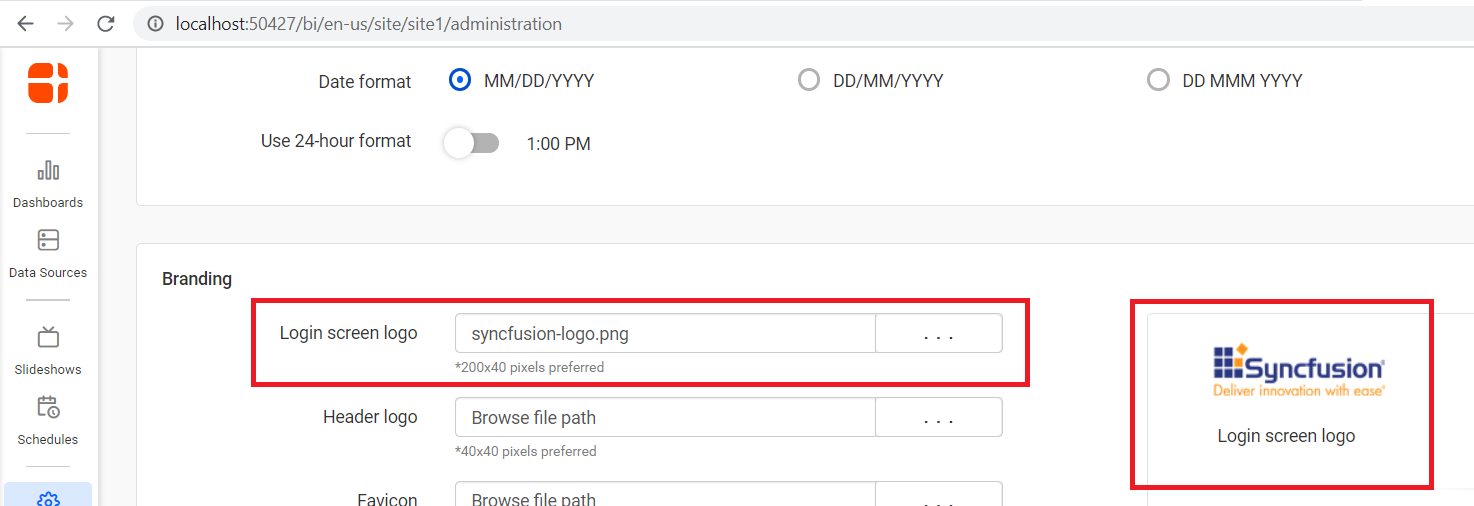 localhost:50427/bi/en-us/site/site1/administration
Date format
MM/DD/YYYY
DD/MM/YYYY
DD MMM YYYY
Use 24-hour format
1:00 PM
Dashboards
Data Sources
Slideshows
Schedules
Branding
Login screen logo
syncfusion-logo.png
...
*200x40 pixels preferred
Header logo
Browse file path
...
*40x40 pixels preferred
Favicon
Browse file path
...
Syncfusion
Deliver innovation with ease
Login screen logo